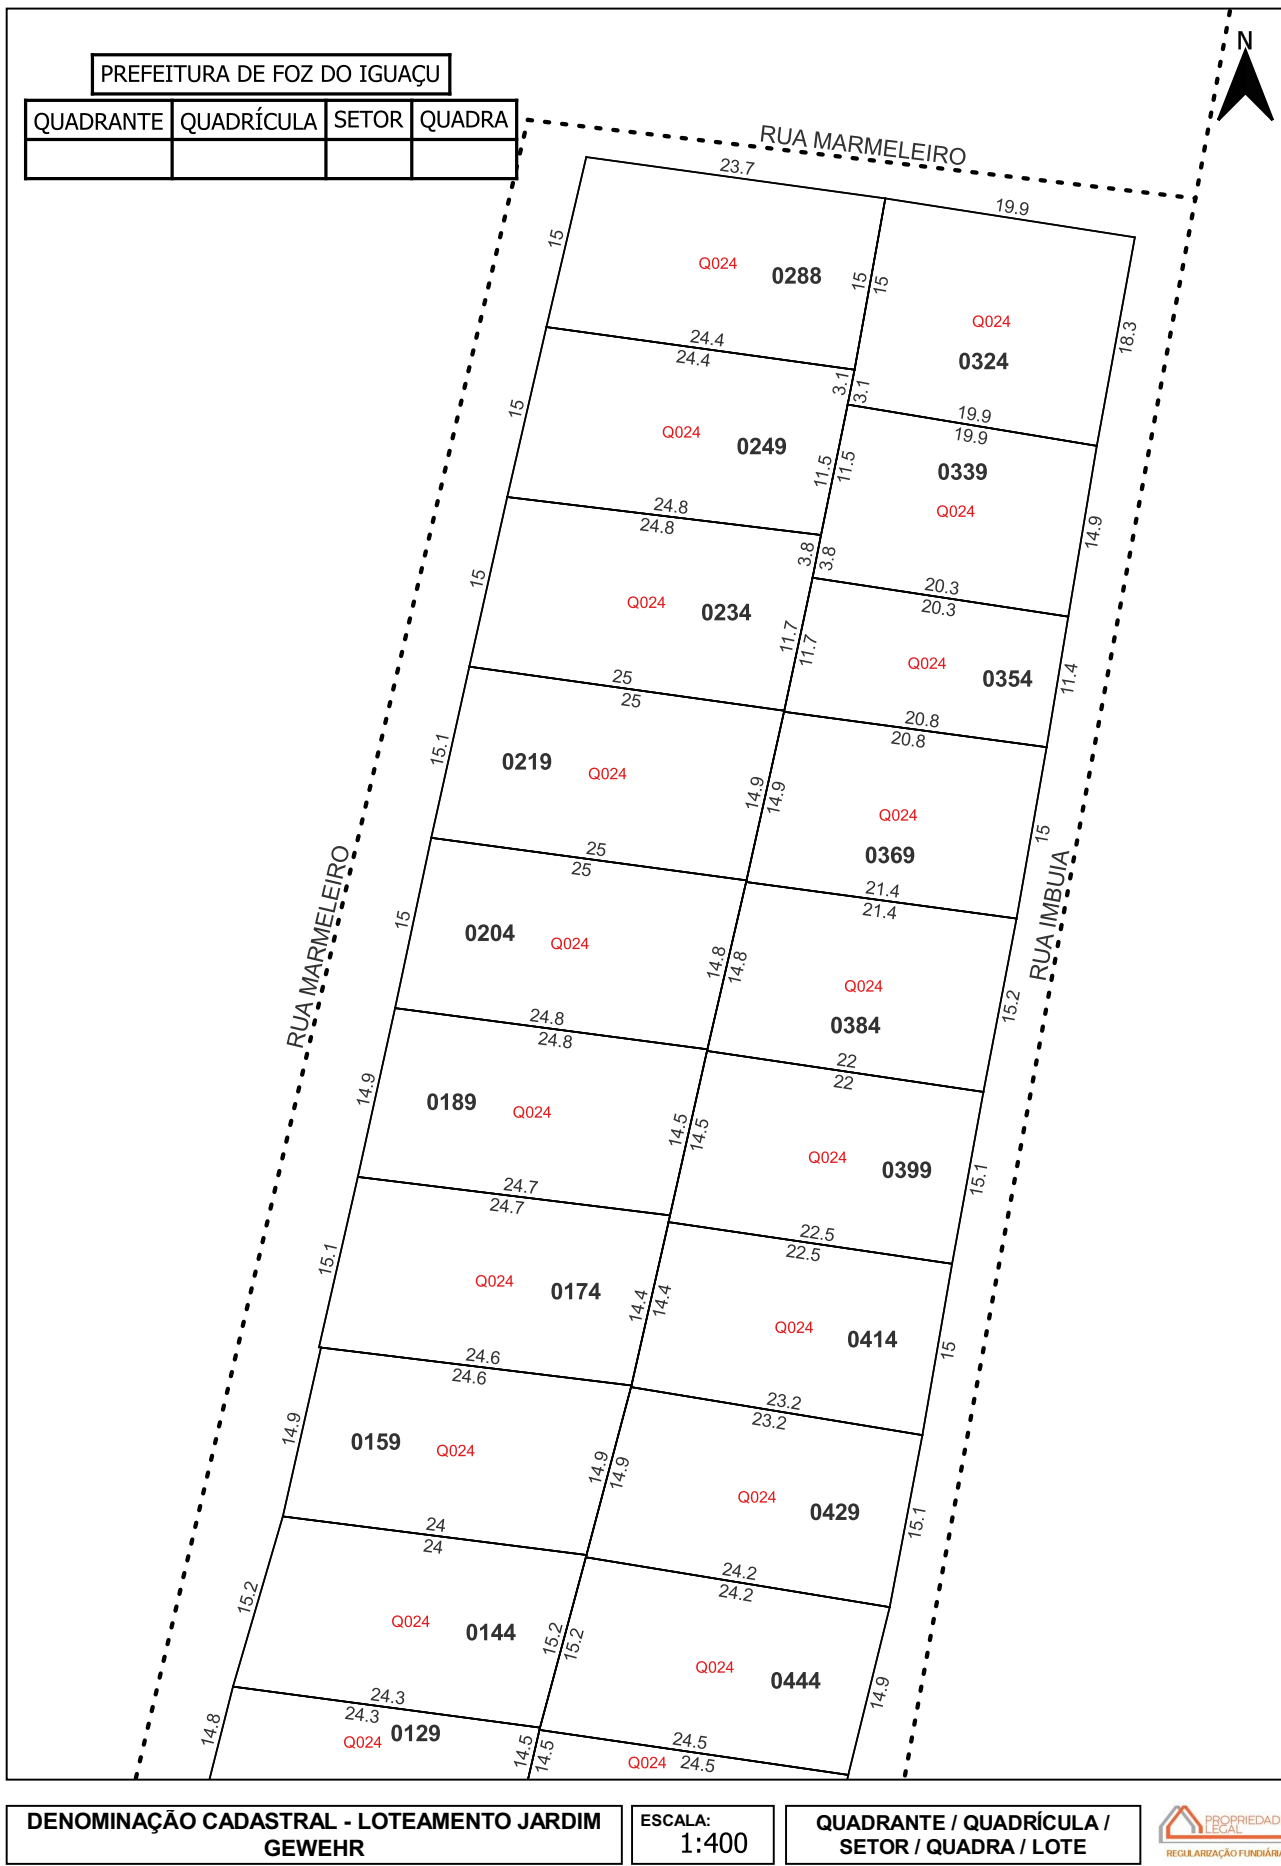 N
PREFEITURA DE FOZ DO IGUAÇU
QUADRANTE QUADRÍCULA SETOR QUADRA
RUA MARMELEIRO
23.7
19.9
15
Q024 0288
15
15
Q024
0324
18.3
24.4
24.4
3.1
3.1
15
Q024 0249
19.9
19.9
11.5
11.5
0339
Q024
14.9
24.8
24.8
3.8
3.8
15
Q024 0234
20.3
20.3
11.7
11.7
Q024 0354
11.4
25
25
20.8
20.8
15.1
0219 Q024
14.9
14.9
Q024
0369
15
RUA MARMELEIRO
RUA IMBUIA
25
25
21.4
21.4
15
0204 Q024
14.8
14.8
Q024
0384
15.2
24.8
24.8
22
22
14.9
0189 Q024
14.5
14.5
Q024 0399
15.1
24.7
24.7
22.5
22.5
15.1
Q024 0174
14.4
14.4
Q024 0414
15
24.6
24.6
23.2
23.2
14.9
0159 Q024
14.9
14.9
Q024 0429
15.1
24
24
24.2
24.2
15.2
Q024 0144
15.2
15.2
Q024 0444
14.9
24.3
24.3
14.8
Q024 0129
14.5
14.5
24.5
Q024 24.5
DENOMINAÇÃO CADASTRAL - LOTEAMENTO JARDIM
GEWEHR
ESCALA:
1:400
QUADRANTE / QUADRÍCULA /
SETOR / QUADRA / LOTE
PROPRIEDAD
LEGAL
REGULARIZAÇÃO FUNDIÁRI